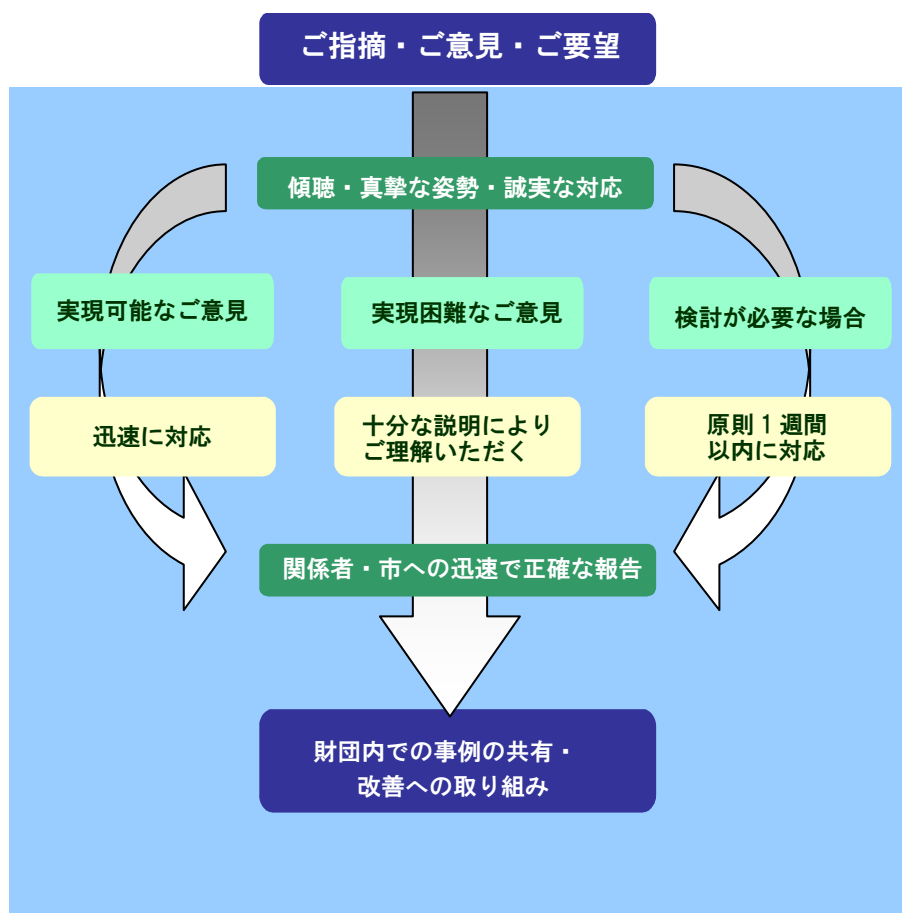 ご指摘・ご意見・ご要望
傾聴・真摯な姿勢・誠実な対応
実現可能なご意見
実現困難なご意見
検討が必要な場合
迅速に対応
十分な説明により
ご理解いただく
原則1週間
以内に対応
関係者・市への迅速で正確な報告
財団内での事例の共有・
改善への取り組み